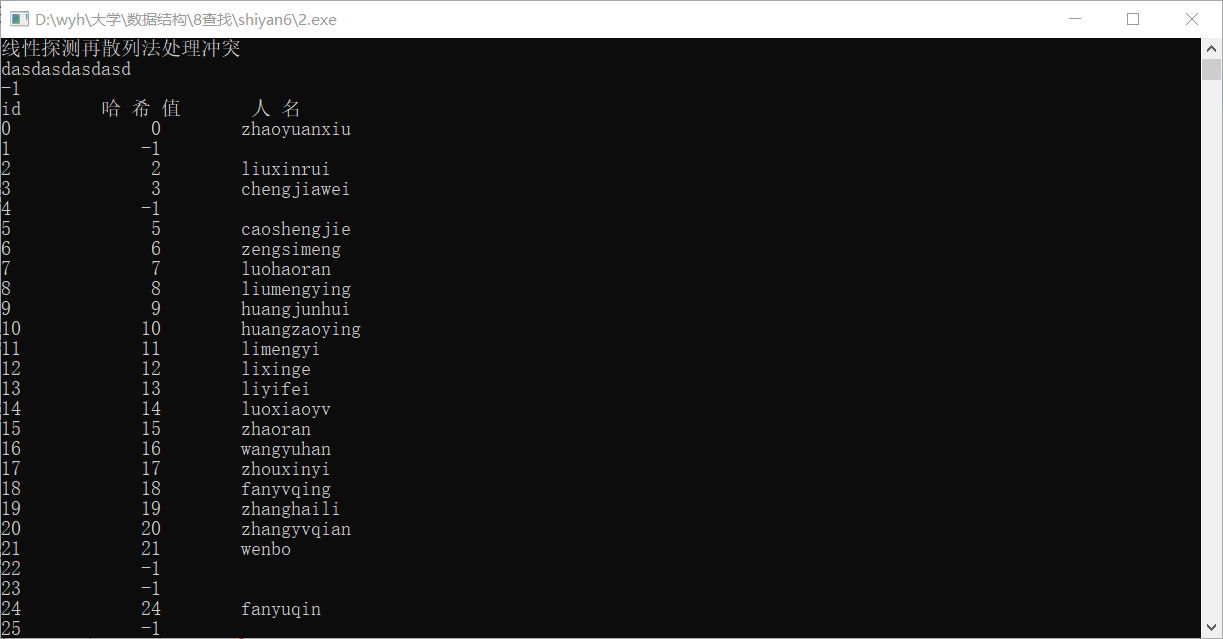 D:\wyh\大学\数据结构\8查找\shiyan6\2.exe
线性探测再散列法处理冲突
dasdasdasdasd
-1
id 哈 希 值 人 名
0 0 zhaoyuanxiu
1 -1
2 2 liuxinrui
3 3 chengjiawei
4 -1
5 5 caoshengjie
6 6 zengsimeng
7 7 luohaoran
8 8 liumengying
9 9 huangjunhui
10 10 huangzaoying
11 11 limengyi
12 12 lixinge
13 13 liyifei
14 14 luoxiaoyv
15 15 zhaoran
16 16 wangyuhan
17 17 zhouxinyi
18 18 fanyvqing
19 19 zhanghaili
20 20 zhangyvqian
21 21 wenbo
22 -1
23 -1
24 24 fanyuqin
25 -1